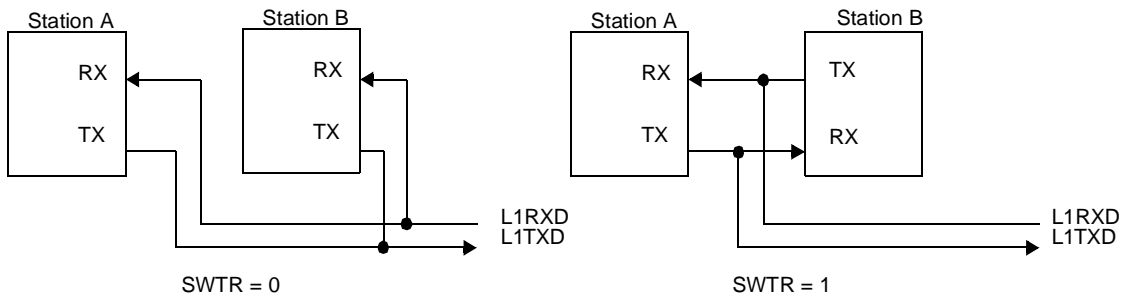 Station A
RX
TX
Station B
RX
TX
L1RXD
L1TXD
SWTR = 0
Station A
RX
TX
Station B
TX
RX
L1RXD
L1TXD
SWTR = 1